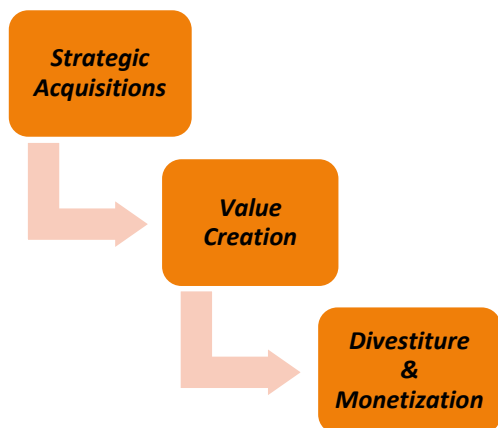 Strategic
Acquisitions
Value
Creation
Divestiture
&
Monetization